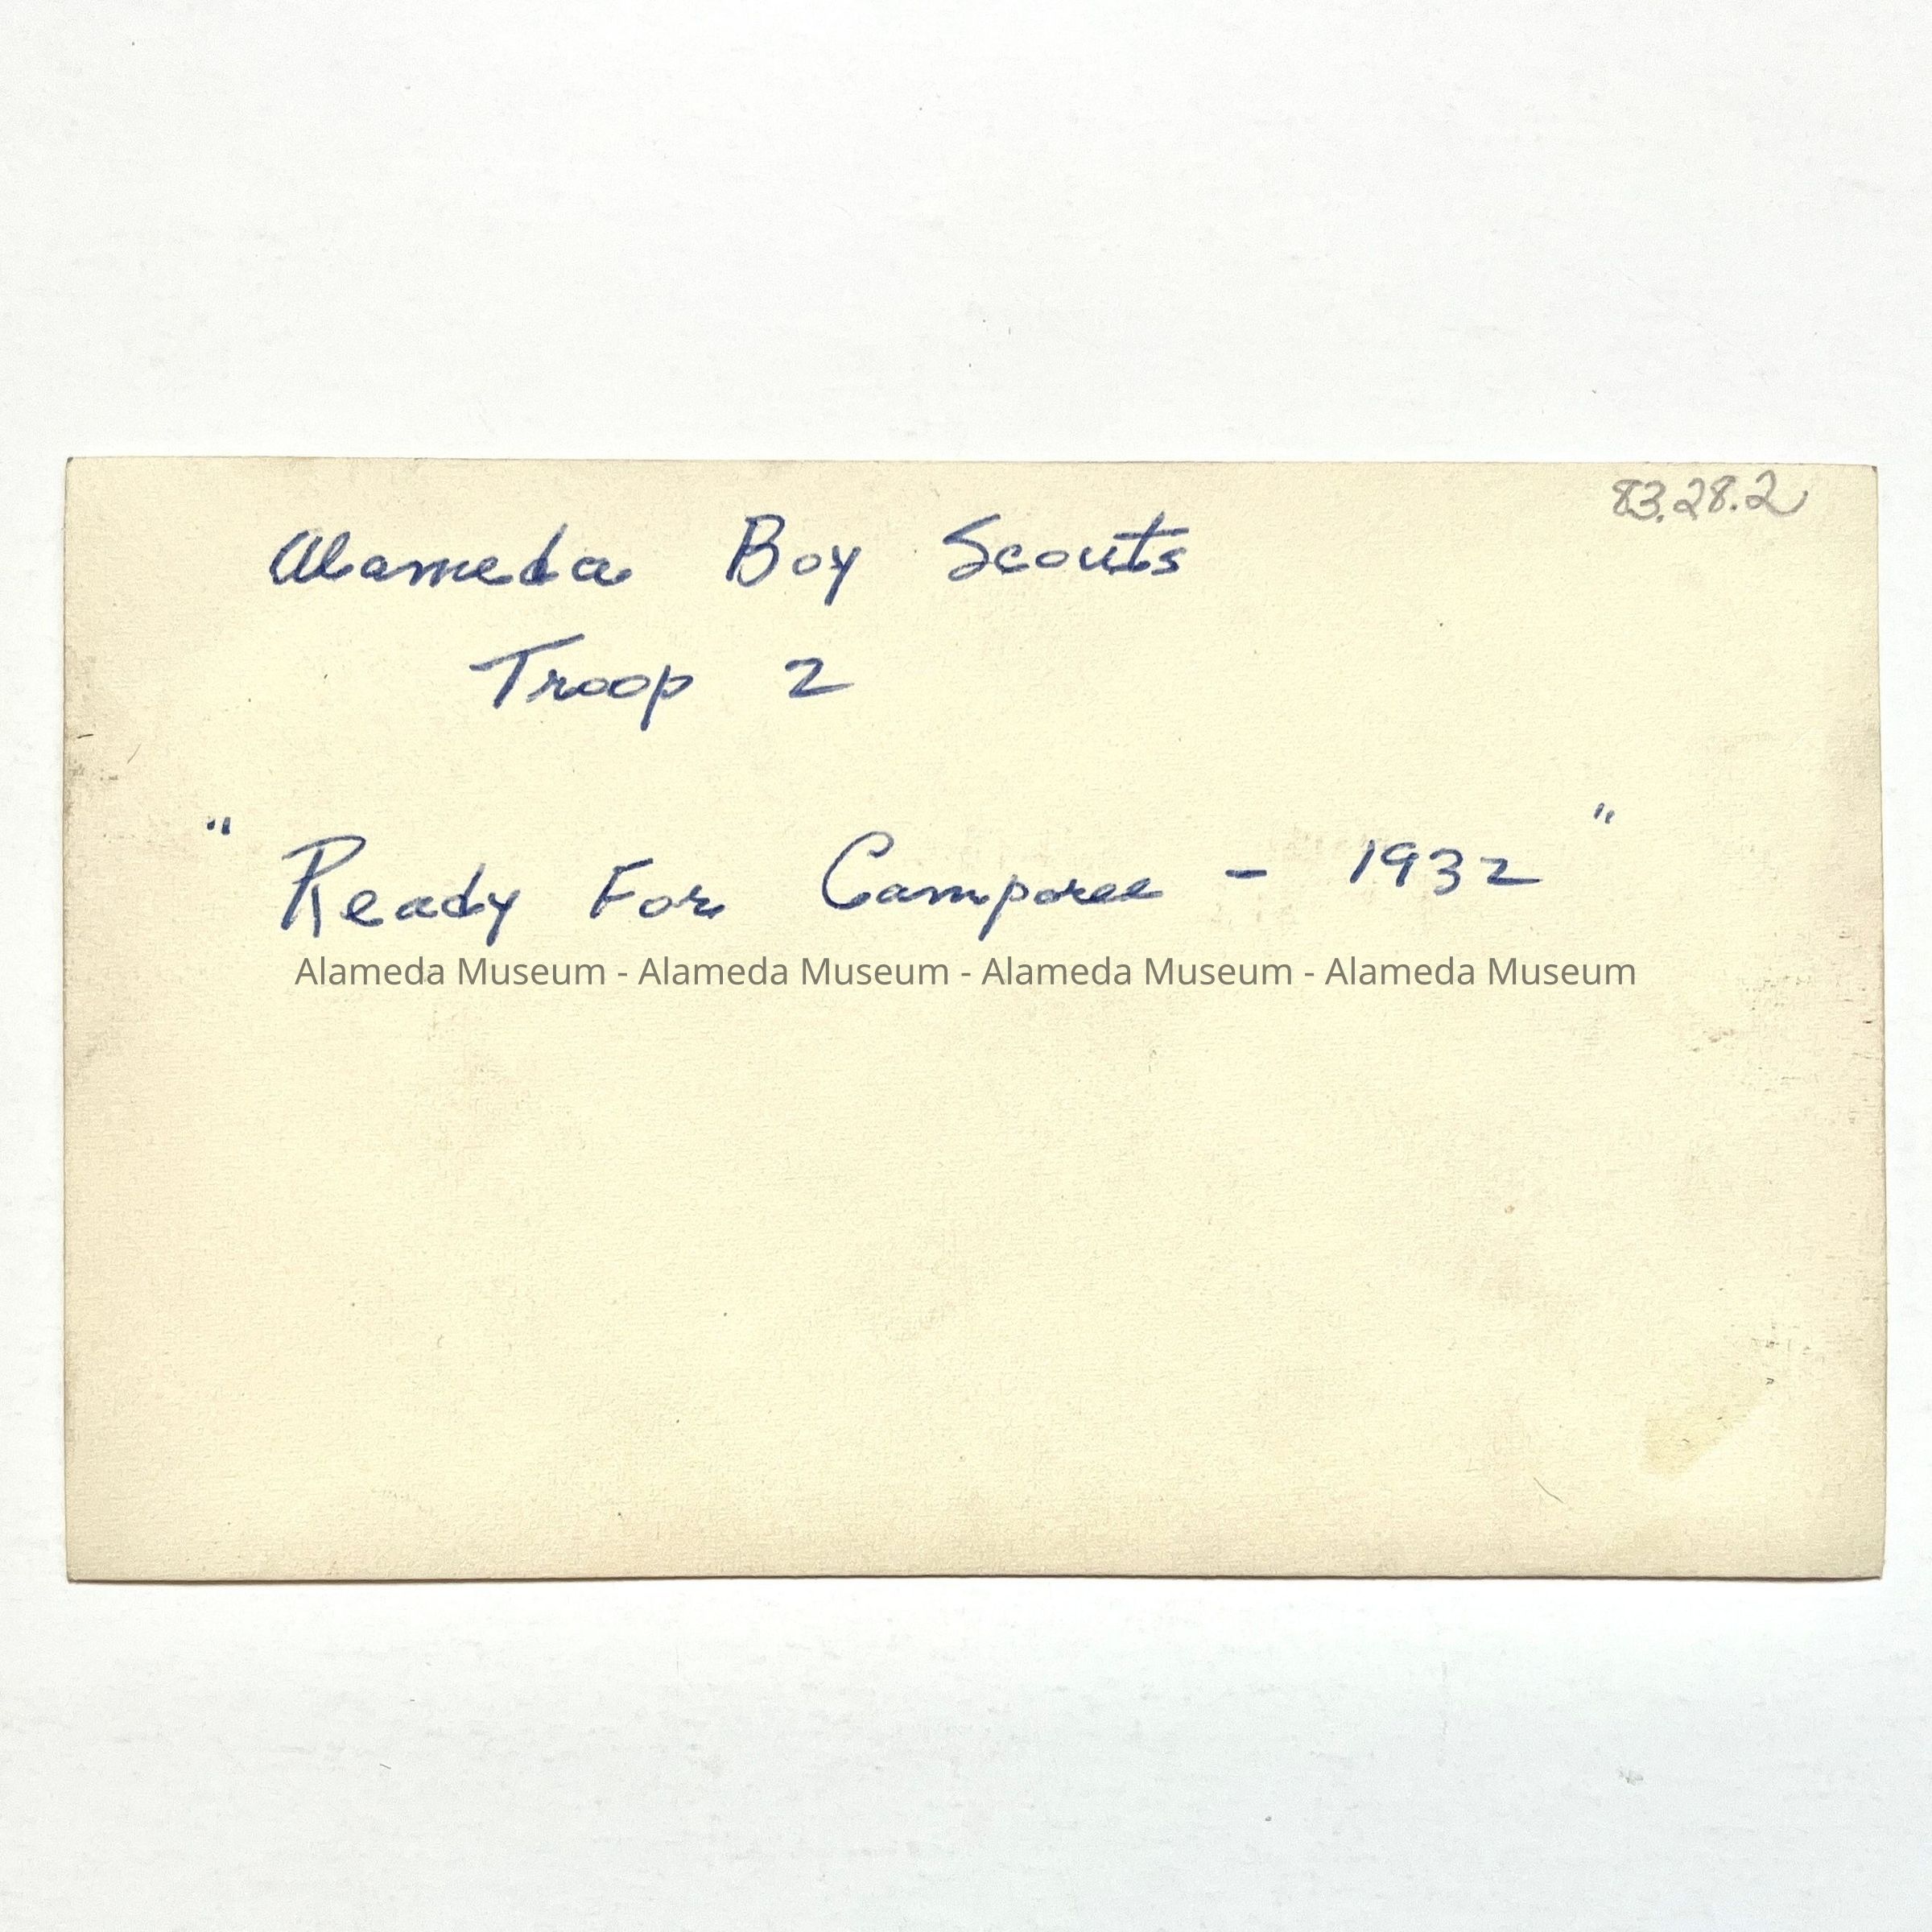 83.28.2
Alameda Boy Scouts
Troop 2
" Ready For Camporee - 1932 "
Alameda Museum - Alameda Museum - Alameda Museum - Alameda Museum